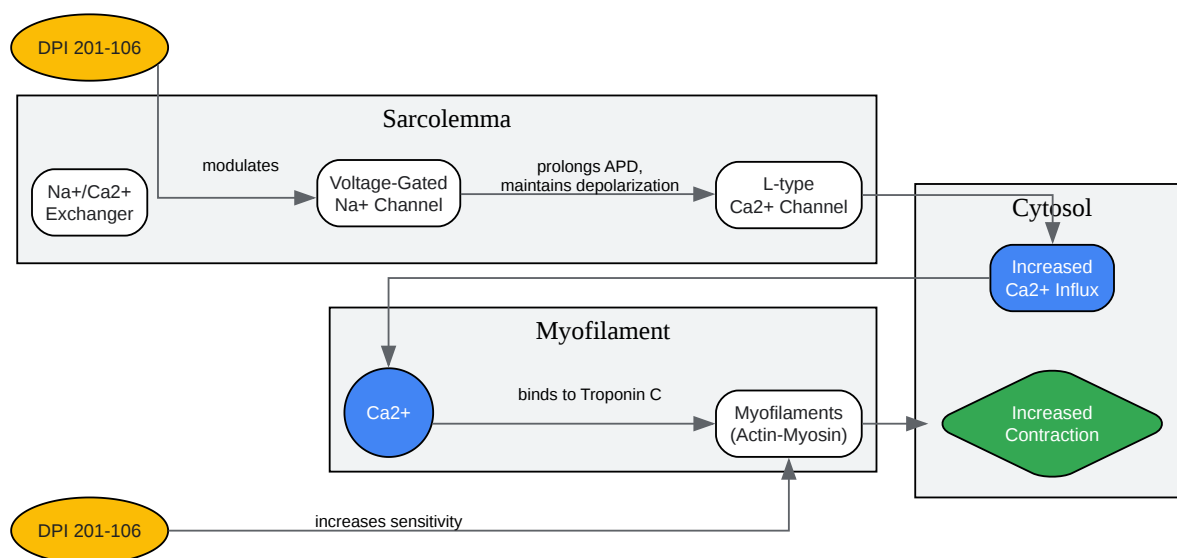 DPI 201-106
Sarcolemma
modulates
Na+/Ca2+
Exchanger
Voltage-Gated
Na+ Channel
prolongs APD,
maintains depolarization
L-type
Ca2+ Channel
Cytosol
Increased
Ca2+ Influx
Myofilament
Ca2+
binds to Troponin C
Myofilaments
(Actin-Myosin)
Increased
Contraction
DPI 201-106
increases sensitivity